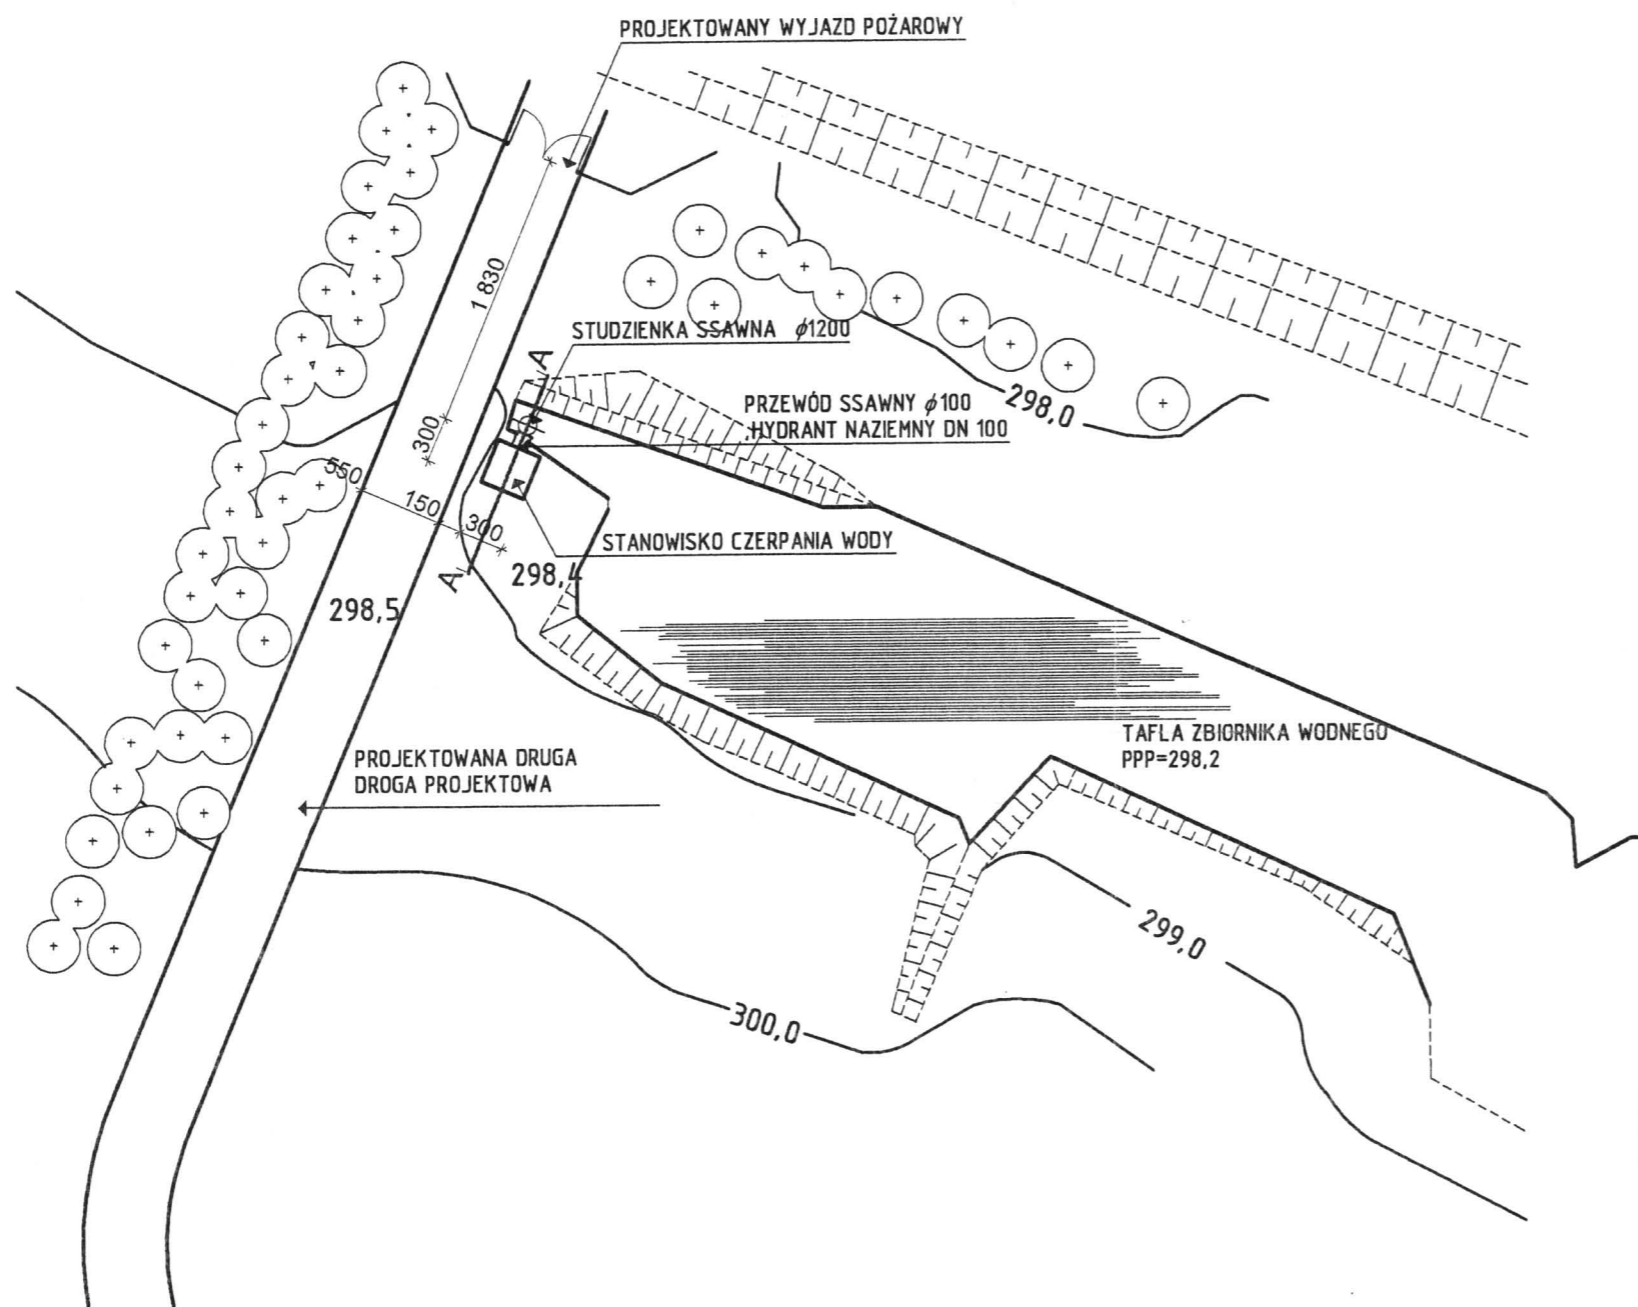 PROJEKTOWANY WYJAZD POŻAROWY
1 830
STUDZIENKA SSAWNA ϕ1200
A
PRZEWÓD SSAWNY ϕ100
HYDRANT NAZIEMNY DN 100
298,0
300
550
150
300
STANOWISKO CZERPANIA WODY
A
298,4
298,5
TAFLA ZBIORNIKA WODNEGO
PPP=298,2
PROJEKTOWANA DRUGA
DROGA PROJEKTOWA
299,0
300,0